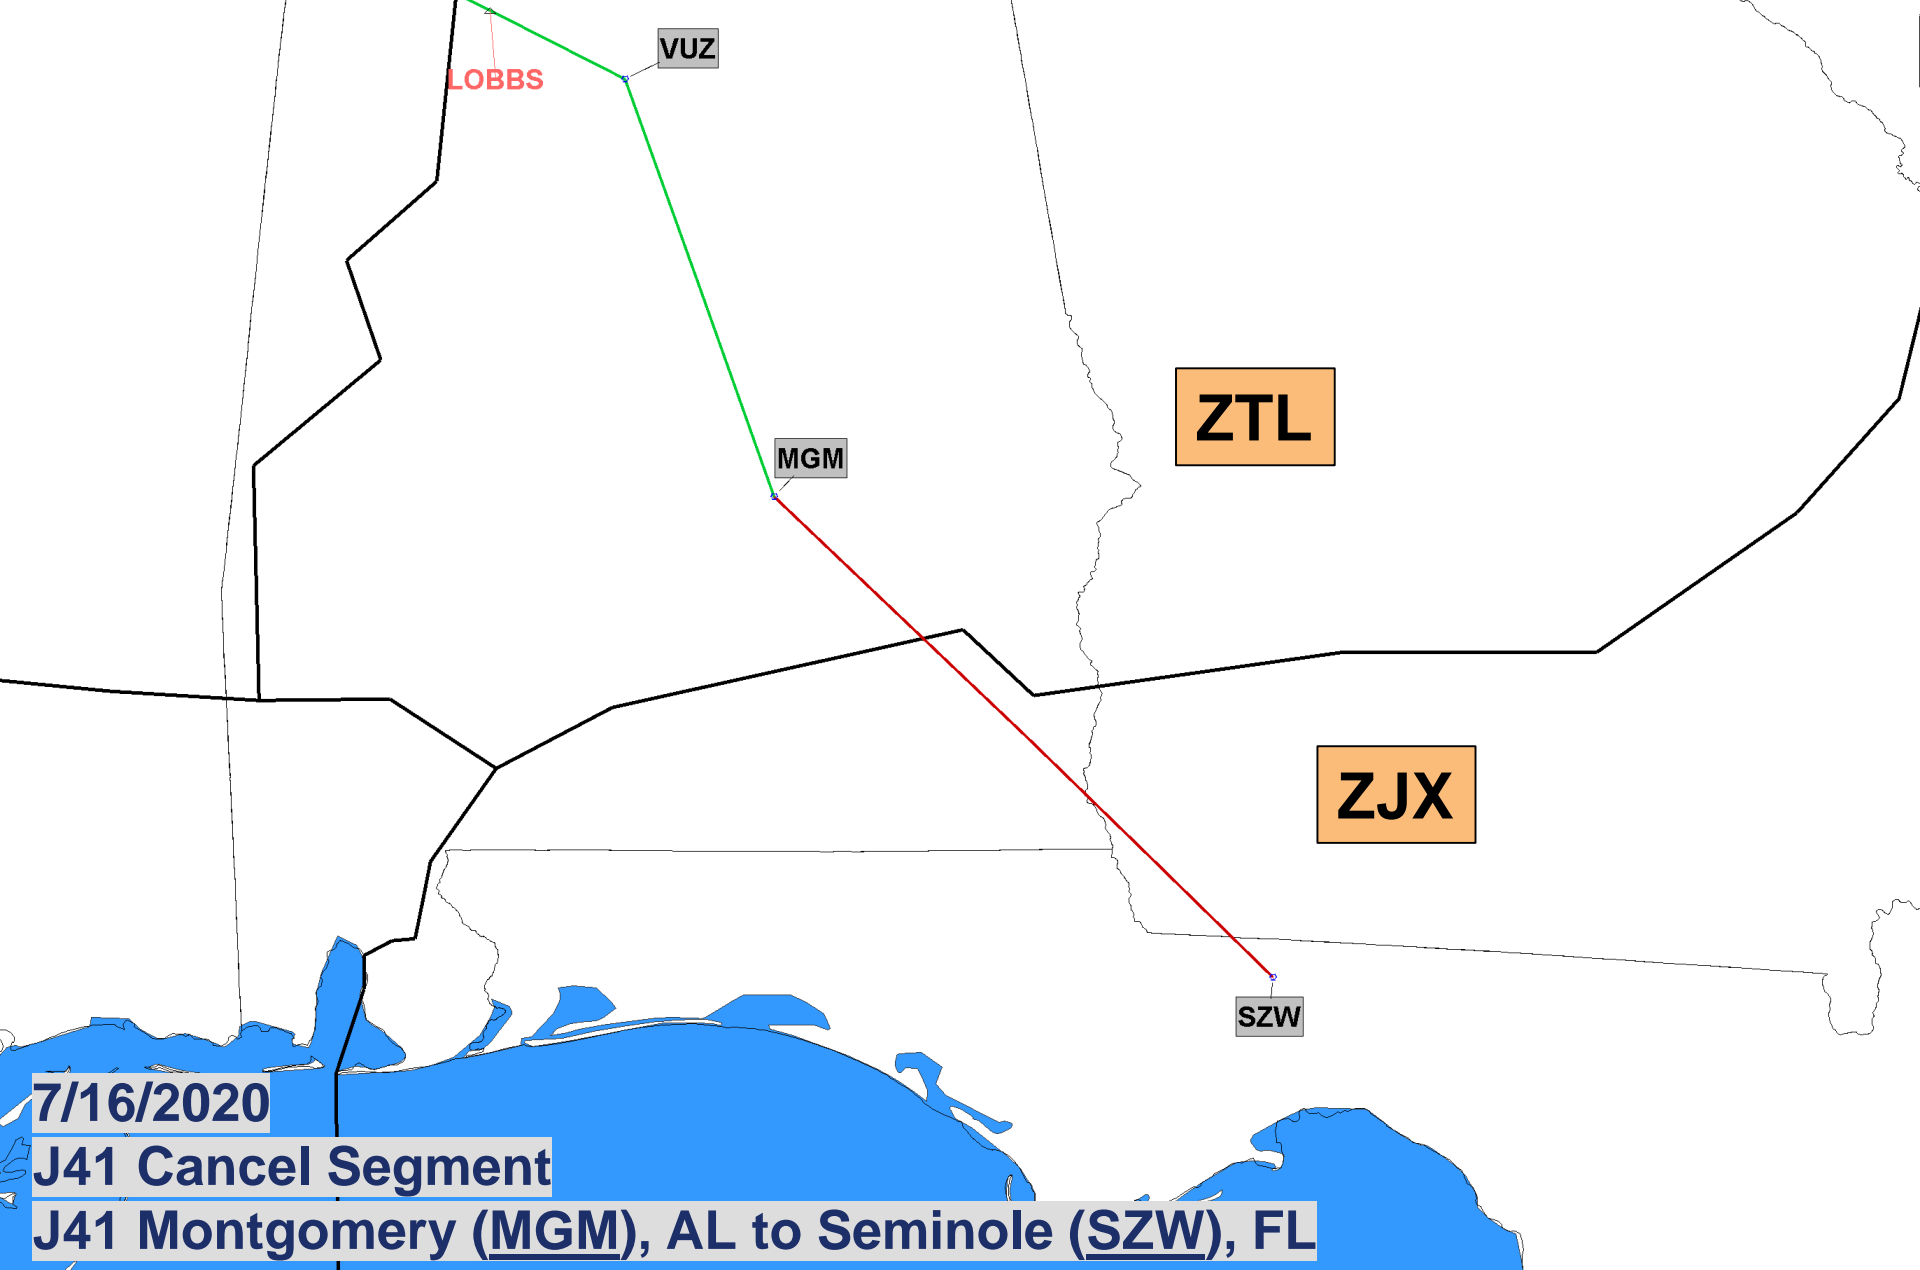 VUZ
LOBBS
ZTL
MGM
ZJX
SZW
7/16/2020
J41 Cancel Segment
J41 Montgomery (MGM), AL to Seminole (SZW), FL